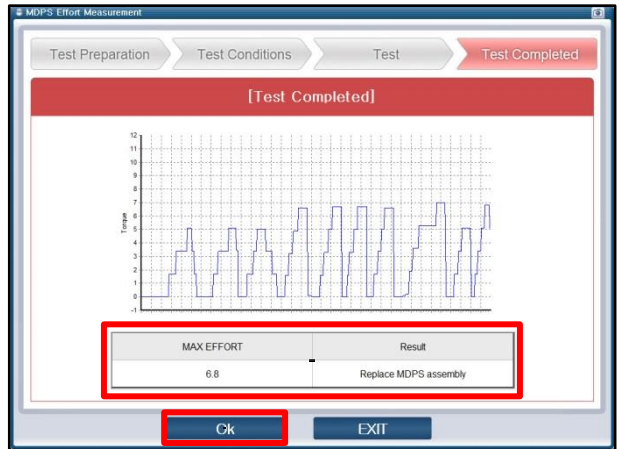 MDPS Effort Measurement
Test Preparation Test Conditions Test Test Completed
[Test Completed]
12
11
10
9
8
7
6
5
4
3
2
1
0
-1
Torque
MAX EFFORT Result
6.8 Replace MDPS assembly
Ok EXIT